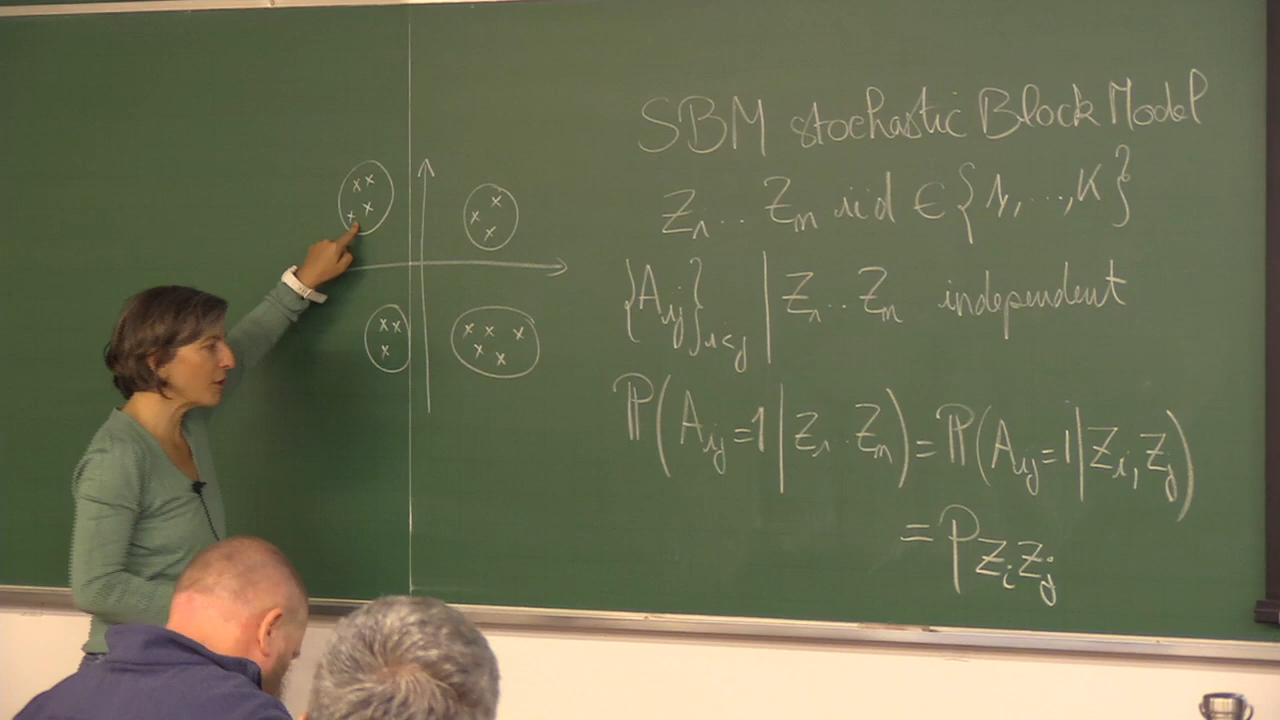 SBM stochastic Block Model
Z₁ ... Zₙ iid ∈ {1, ..., K}
{A_ij}_{i<j} | Z₁ .. Zₙ independent
ℙ(A_ij = 1 | Z₁ .. Zₙ) = ℙ(A_ij = 1 | Z_i, Z_j)
= P_{Z_i Z_j}